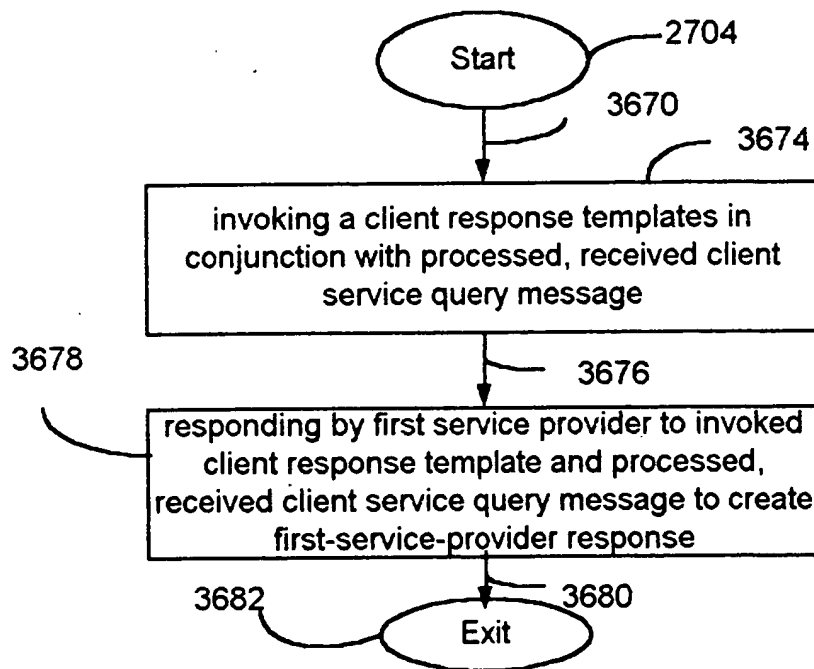 2704
Start
3670
3674
invoking a client response templates in
conjunction with processed, received client
service query message
3678
3676
responding by first service provider to invoked
client response template and processed,
received client service query message to create
first-service-provider response
3682
3680
Exit